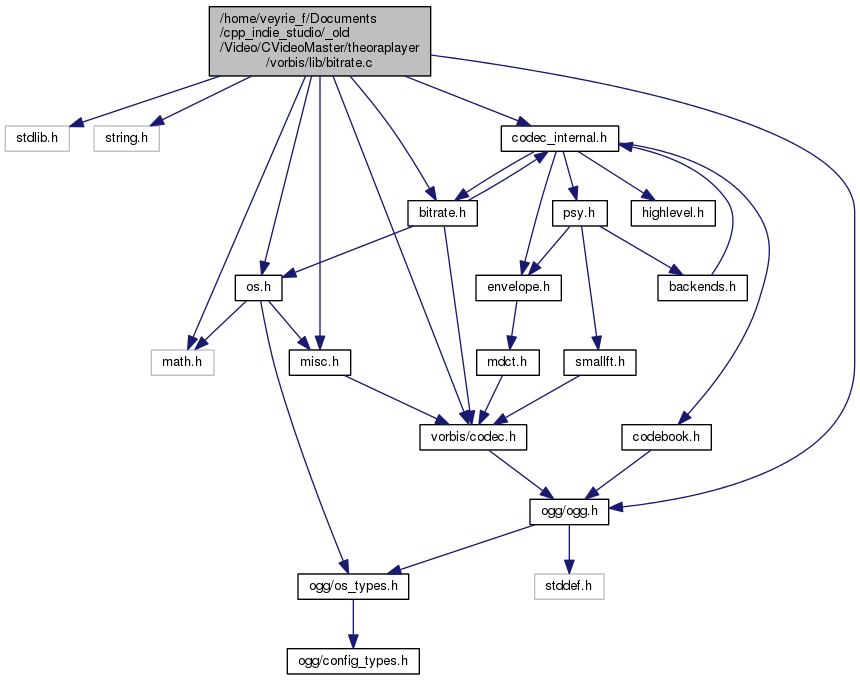 /home/veyrie_f/Documents
/cpp_indie_studio/_old
/Video/CVideoMaster/theoraplayer
/vorbis/lib/bitrate.c
stdlib.h
string.h
codec_internal.h
bitrate.h
psy.h
highlevel.h
os.h
envelope.h
backends.h
math.h
misc.h
mdct.h
smallft.h
vorbis/codec.h
codebook.h
ogg/ogg.h
ogg/os_types.h
stddef.h
ogg/config_types.h